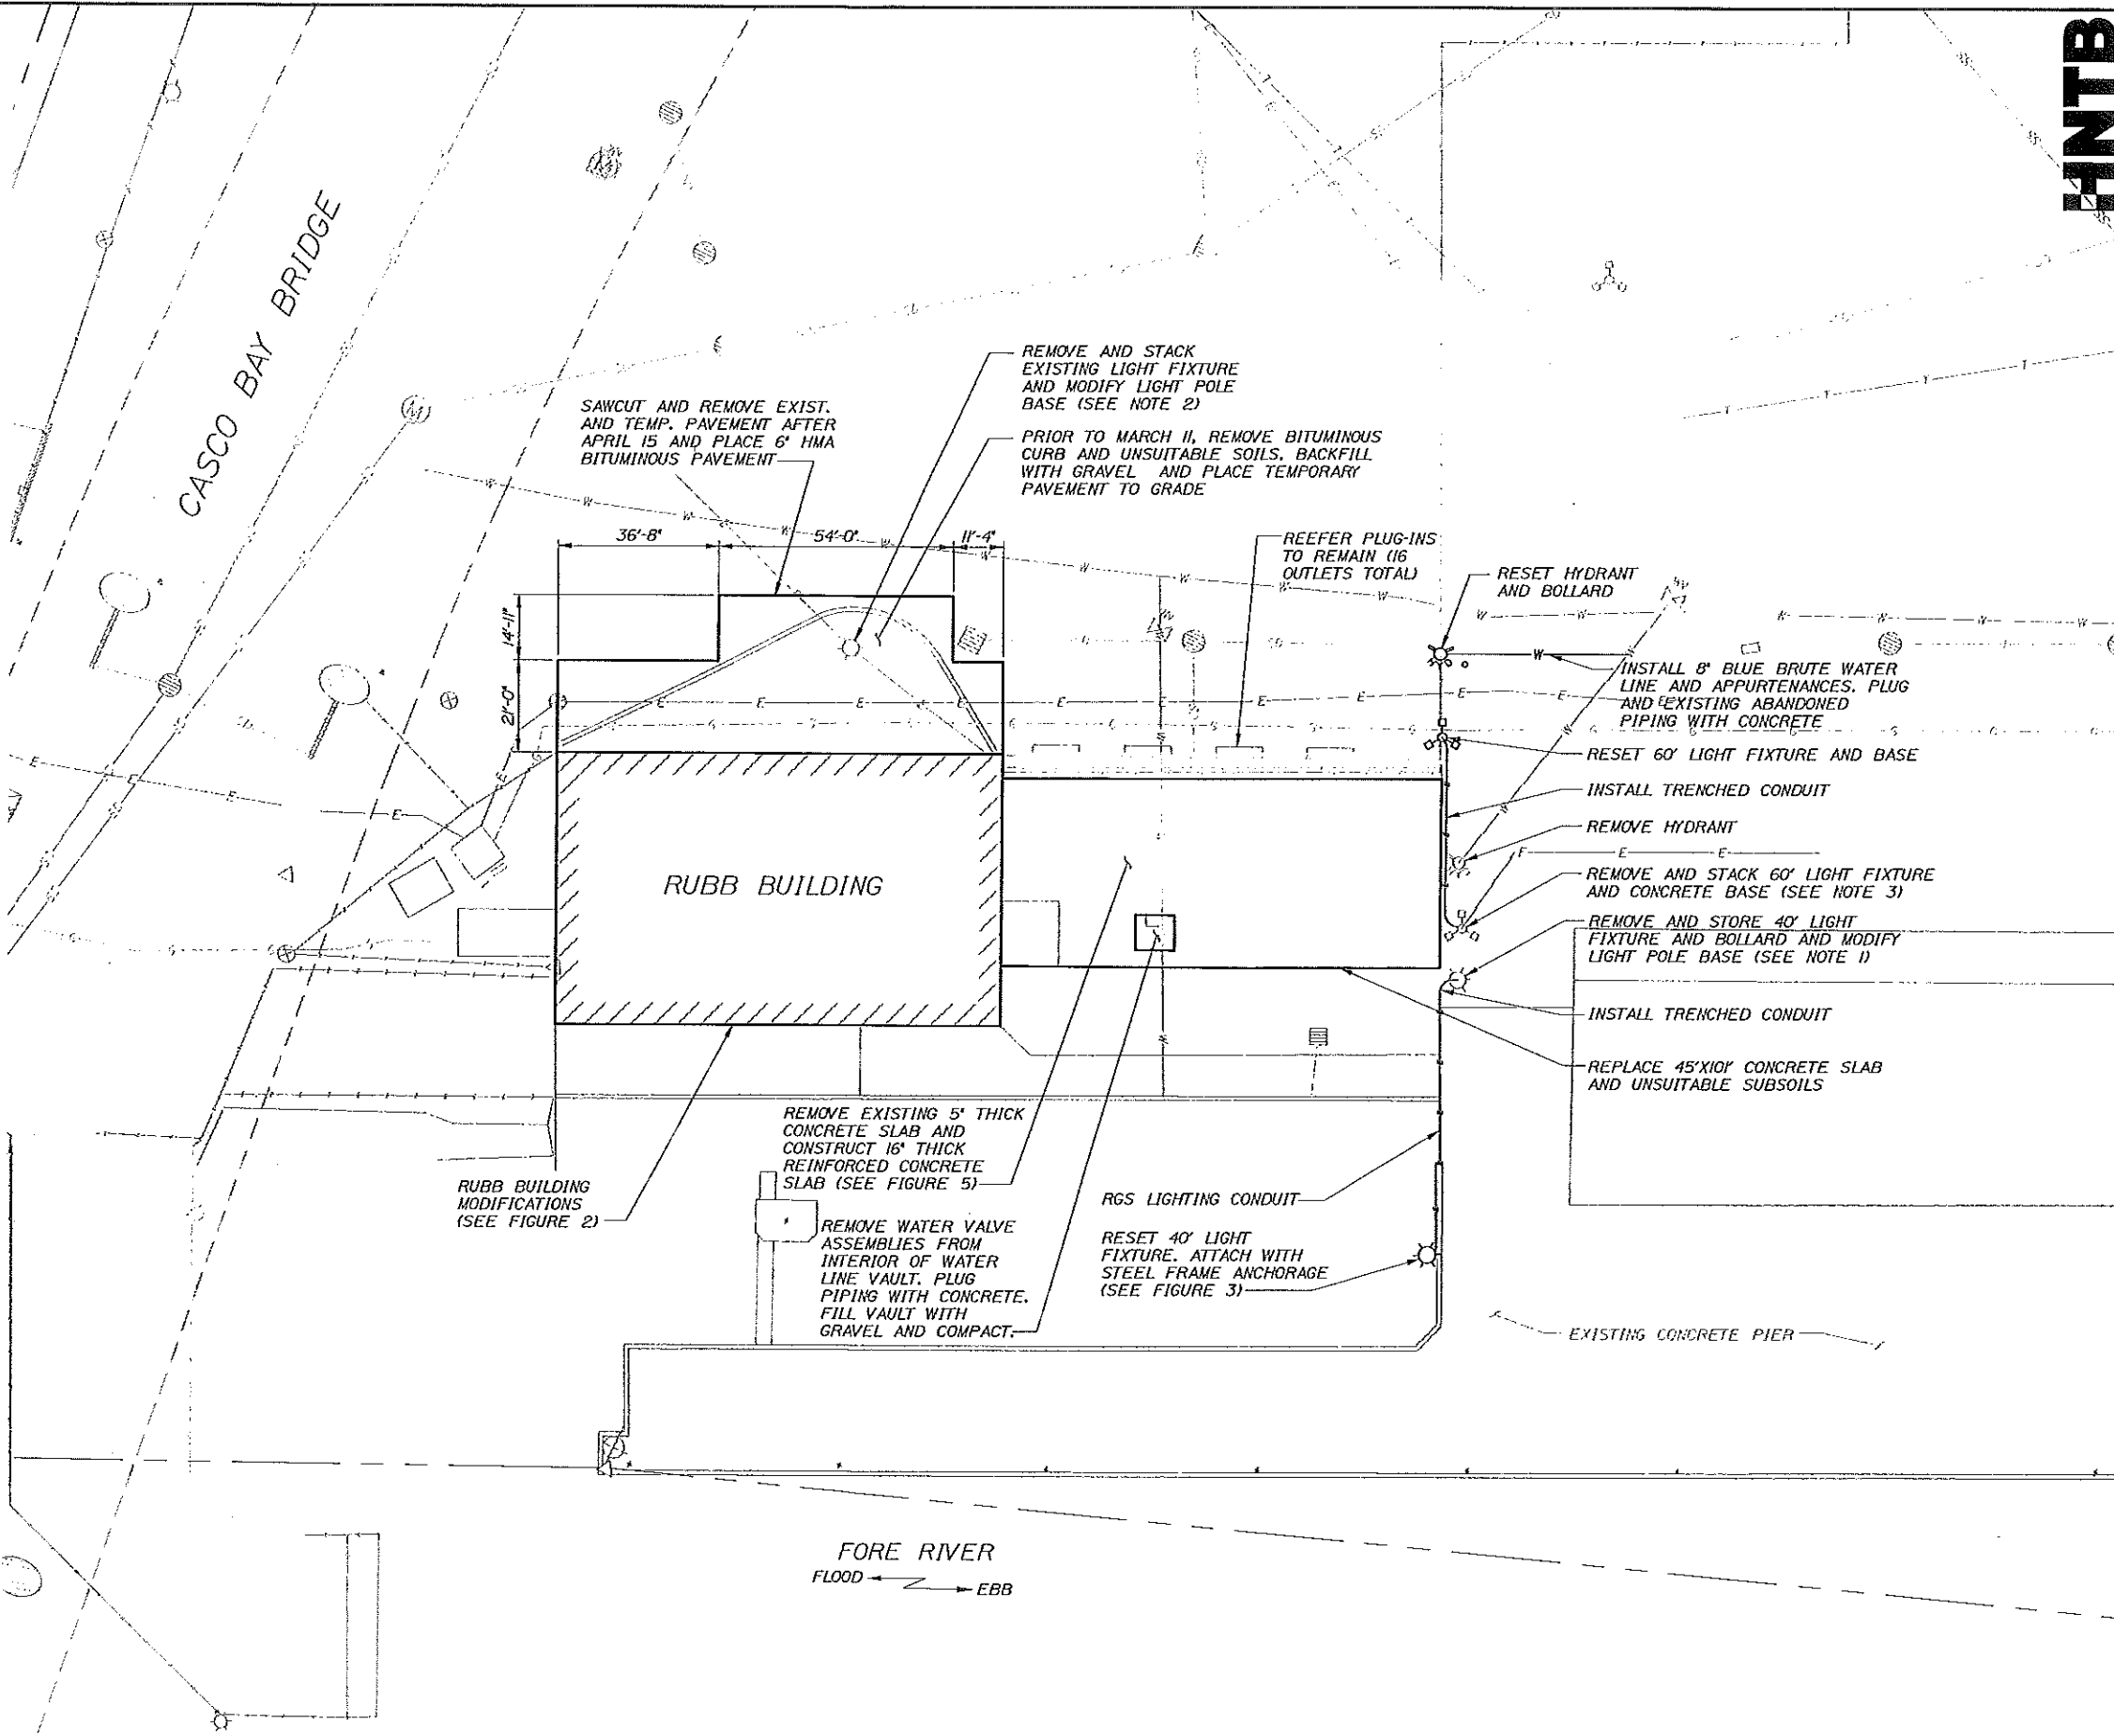 HNTB
CASCO BAY BRIDGE
REMOVE AND STACK
EXISTING LIGHT FIXTURE
AND MODIFY LIGHT POLE
BASE (SEE NOTE 2)
SAWCUT AND REMOVE EXIST.
AND TEMP. PAVEMENT AFTER
APRIL 15 AND PLACE 6" HMA
BITUMINOUS PAVEMENT
PRIOR TO MARCH 11, REMOVE BITUMINOUS
CURB AND UNSUITABLE SOILS. BACKFILL
WITH GRAVEL AND PLACE TEMPORARY
PAVEMENT TO GRADE
36'-8"
54'-0"
11'-4"
14'-11"
21'-0"
REEFER PLUG-INS
TO REMAIN (16
OUTLETS TOTAL)
RESET HYDRANT
AND BOLLARD
INSTALL 8" BLUE BRUTE WATER
LINE AND APPURTENANCES. PLUG
AND EXISTING ABANDONED
PIPING WITH CONCRETE
RESET 60' LIGHT FIXTURE AND BASE
INSTALL TRENCHED CONDUIT
REMOVE HYDRANT
REMOVE AND STACK 60' LIGHT FIXTURE
AND CONCRETE BASE (SEE NOTE 3)
RUBB BUILDING
REMOVE AND STORE 40' LIGHT
FIXTURE AND BOLLARD AND MODIFY
LIGHT POLE BASE (SEE NOTE 1)
INSTALL TRENCHED CONDUIT
REPLACE 45'X101' CONCRETE SLAB
AND UNSUITABLE SUBSOILS
REMOVE EXISTING 5" THICK
CONCRETE SLAB AND
CONSTRUCT 16" THICK
REINFORCED CONCRETE
SLAB (SEE FIGURE 5)
RUBB BUILDING
MODIFICATIONS
(SEE FIGURE 2)
RGS LIGHTING CONDUIT
REMOVE WATER VALVE
ASSEMBLIES FROM
INTERIOR OF WATER
LINE VAULT. PLUG
PIPING WITH CONCRETE.
FILL VAULT WITH
GRAVEL AND COMPACT.
RESET 40' LIGHT
FIXTURE. ATTACH WITH
STEEL FRAME ANCHORAGE
(SEE FIGURE 3)
EXISTING CONCRETE PIER
FORE RIVER
FLOOD
EBB